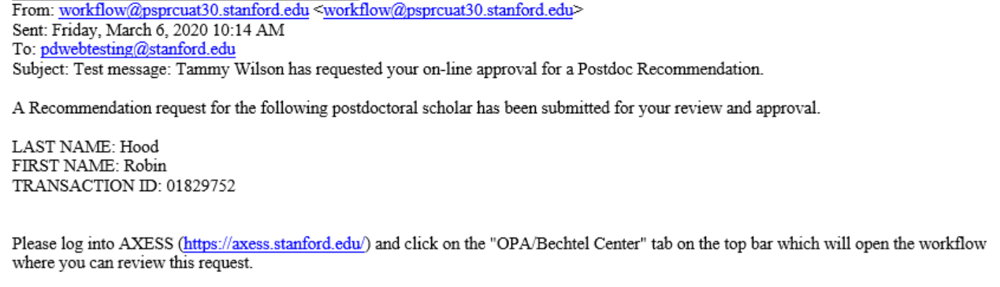 From: workflow@psprcuat30.stanford.edu <workflow@psprcuat30.stanford.edu>
Sent: Friday, March 6, 2020 10:14 AM
To: pdwebtesting@stanford.edu
Subject: Test message: Tammy Wilson has requested your on-line approval for a Postdoc Recommendation.
A Recommendation request for the following postdoctoral scholar has been submitted for your review and approval.
LAST NAME: Hood
FIRST NAME: Robin
TRANSACTION ID: 01829752
Please log into AXESS (https://axess.stanford.edu/) and click on the "OPA/Bechtel Center" tab on the top bar which will open the workflow
where you can review this request.